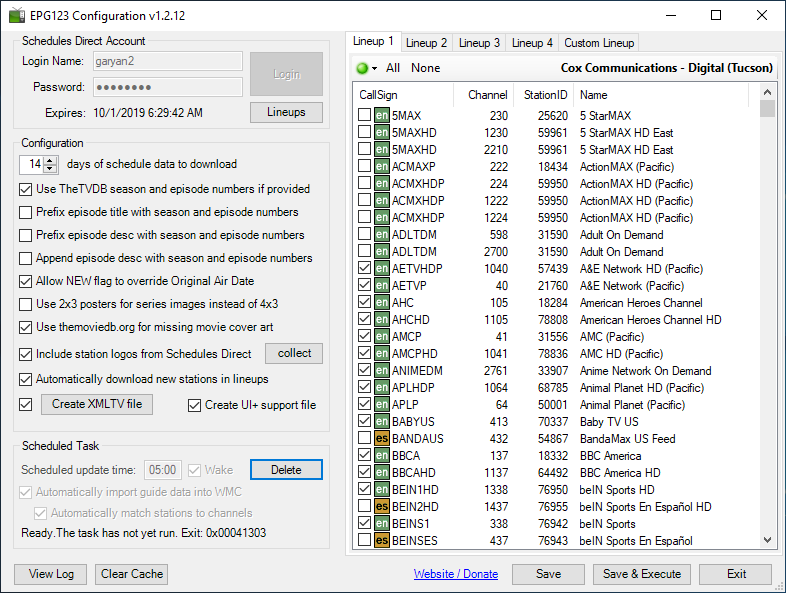 EPG123 Configuration v1.2.12
Schedules Direct Account
Login Name: garyan2
Login
Password: ●●●●●●●●
Expires: 10/1/2019 6:29:42 AM
Lineups
Configuration
14 days of schedule data to download
Use TheTVDB season and episode numbers if provided
Prefix episode title with season and episode numbers
Prefix episode desc with season and episode numbers
Append episode desc with season and episode numbers
Allow NEW flag to override Original Air Date
Use 2x3 posters for series images instead of 4x3
Use themoviedb.org for missing movie cover art
Include station logos from Schedules Direct collect
Automatically download new stations in lineups
Create XMLTV file Create UI+ support file
Scheduled Task
Scheduled update time: 05:00 Wake Delete
Automatically import guide data into WMC
Automatically match stations to channels
Ready.The task has not yet run. Exit: 0x00041303
Lineup 1 Lineup 2 Lineup 3 Lineup 4 Custom Lineup
All None Cox Communications - Digital (Tucson)
CallSign Channel StationID Name
en 5MAX 230 25620 5 StarMAX
en 5MAXHD 1230 59961 5 StarMAX HD East
en 5MAXHD 2210 59961 5 StarMAX HD East
en ACMAXP 222 18434 ActionMAX (Pacific)
en ACMXHDP 224 59950 ActionMAX HD (Pacific)
en ACMXHDP 1222 59950 ActionMAX HD (Pacific)
en ACMXHDP 1224 59950 ActionMAX HD (Pacific)
en ADLTDM 598 31590 Adult On Demand
en ADLTDM 2700 31590 Adult On Demand
en AETVHDP 1040 57439 A&E Network HD (Pacific)
en AETVP 40 21760 A&E Network (Pacific)
en AHC 105 18284 American Heroes Channel
en AHCHD 1105 78808 American Heroes Channel HD
en AMCP 41 31556 AMC (Pacific)
en AMCPHD 1041 78836 AMC HD (Pacific)
en ANIMEDM 2761 33907 Anime Network On Demand
en APLHDP 1064 68785 Animal Planet HD (Pacific)
en APLP 64 50001 Animal Planet (Pacific)
en BABYUS 413 70337 Baby TV US
es BANDAUS 432 54867 BandaMax US Feed
en BBCA 137 18332 BBC America
en BBCAHD 1137 64492 BBC America HD
en BEIN1HD 1338 76950 beIN Sports HD
es BEIN2HD 1437 76955 beIN Sports En Español HD
en BEINS1 338 76942 beIN Sports
es BEINSES 437 76943 beIN Sports En Español
View Log Clear Cache Website / Donate Save Save & Execute Exit